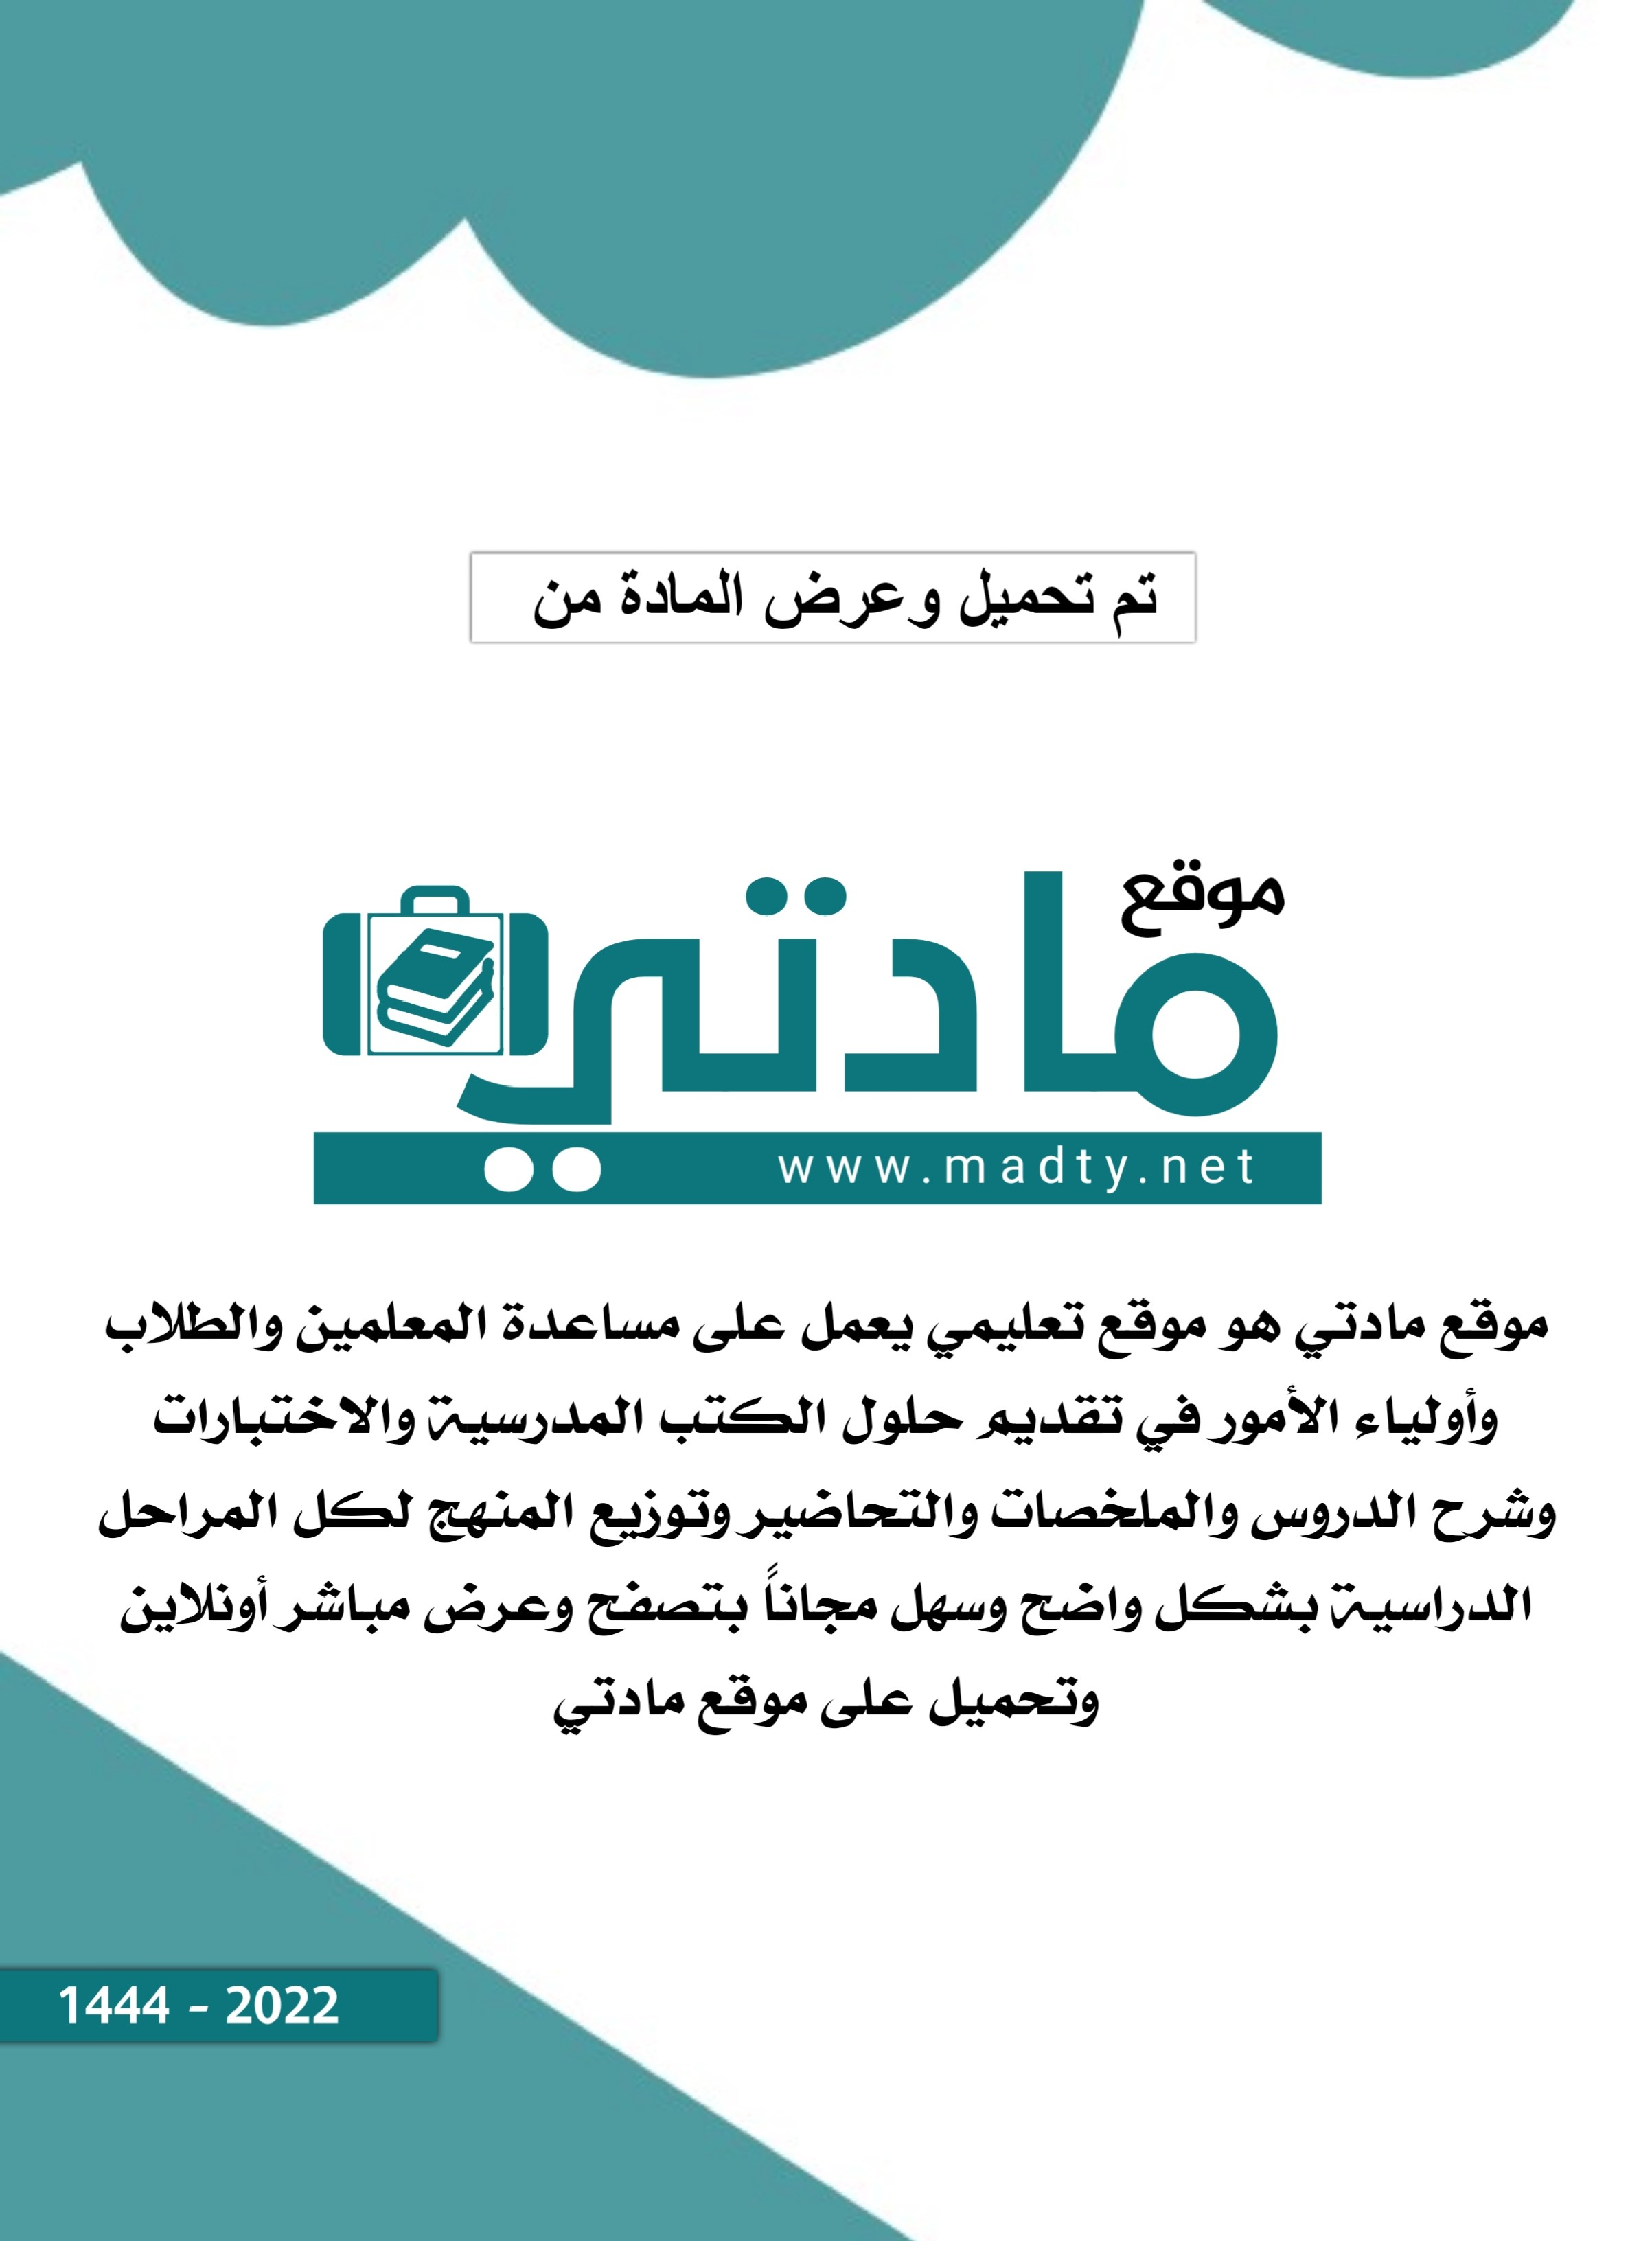 تم تحميل وعرض المادة من
موقع
مادتي
www.madty.net
موقع مادتي هو موقع تعليمي يعمل على مساعدة المعلمين والطلاب
وأولياء الأمور في تقديم حلول الكتب المدرسية والاختبارات
وشرح الدروس والملخصات والتحاضير وتوزيع المنهج لكل المراحل
الدراسية بشكل واضح وسهل مجاناً بتصفح وعرض مباشر أونلاين
وتحميل على موقع مادتي
1444 - 2022